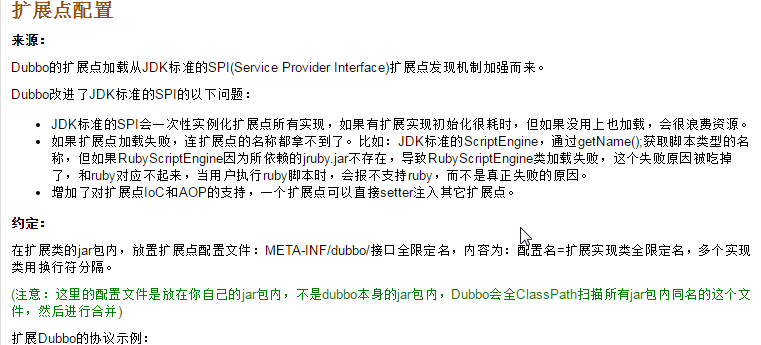 扩展点配置
来源：
Dubbo的扩展点加载从JDK标准的SPI(Service Provider Interface)扩展点发现机制加强而来。
Dubbo改进了JDK标准的SPI的以下问题：
• JDK标准的SPI会一次性实例化扩展点所有实现，如果有扩展实现初始化很耗时，但如果没用上也加载，会很浪费资源。
• 如果扩展点加载失败，连扩展点的名称都拿不到了。比如：JDK标准的ScriptEngine，通过getName();获取脚本类型的名
称，但如果RubyScriptEngine因为所依赖的jruby.jar不存在，导致RubyScriptEngine类加载失败，这个失败原因被吃掉
了，和ruby对应不起来，当用户执行ruby脚本时，会报不支持ruby，而不是真正失败的原因。
• 增加了对扩展点IoC和AOP的支持，一个扩展点可以直接setter注入其它扩展点。
约定：
在扩展类的jar包内，放置扩展点配置文件：META-INF/dubbo/接口全限定名，内容为：配置名=扩展实现类全限定名，多个实现
类用换行符分隔。
(注意：这里的配置文件是放在你自己的jar包内，不是dubbo本身的jar包内，Dubbo会全ClassPath扫描所有jar包内同名的这个文
件，然后进行合并)
扩展Dubbo的协议示例：